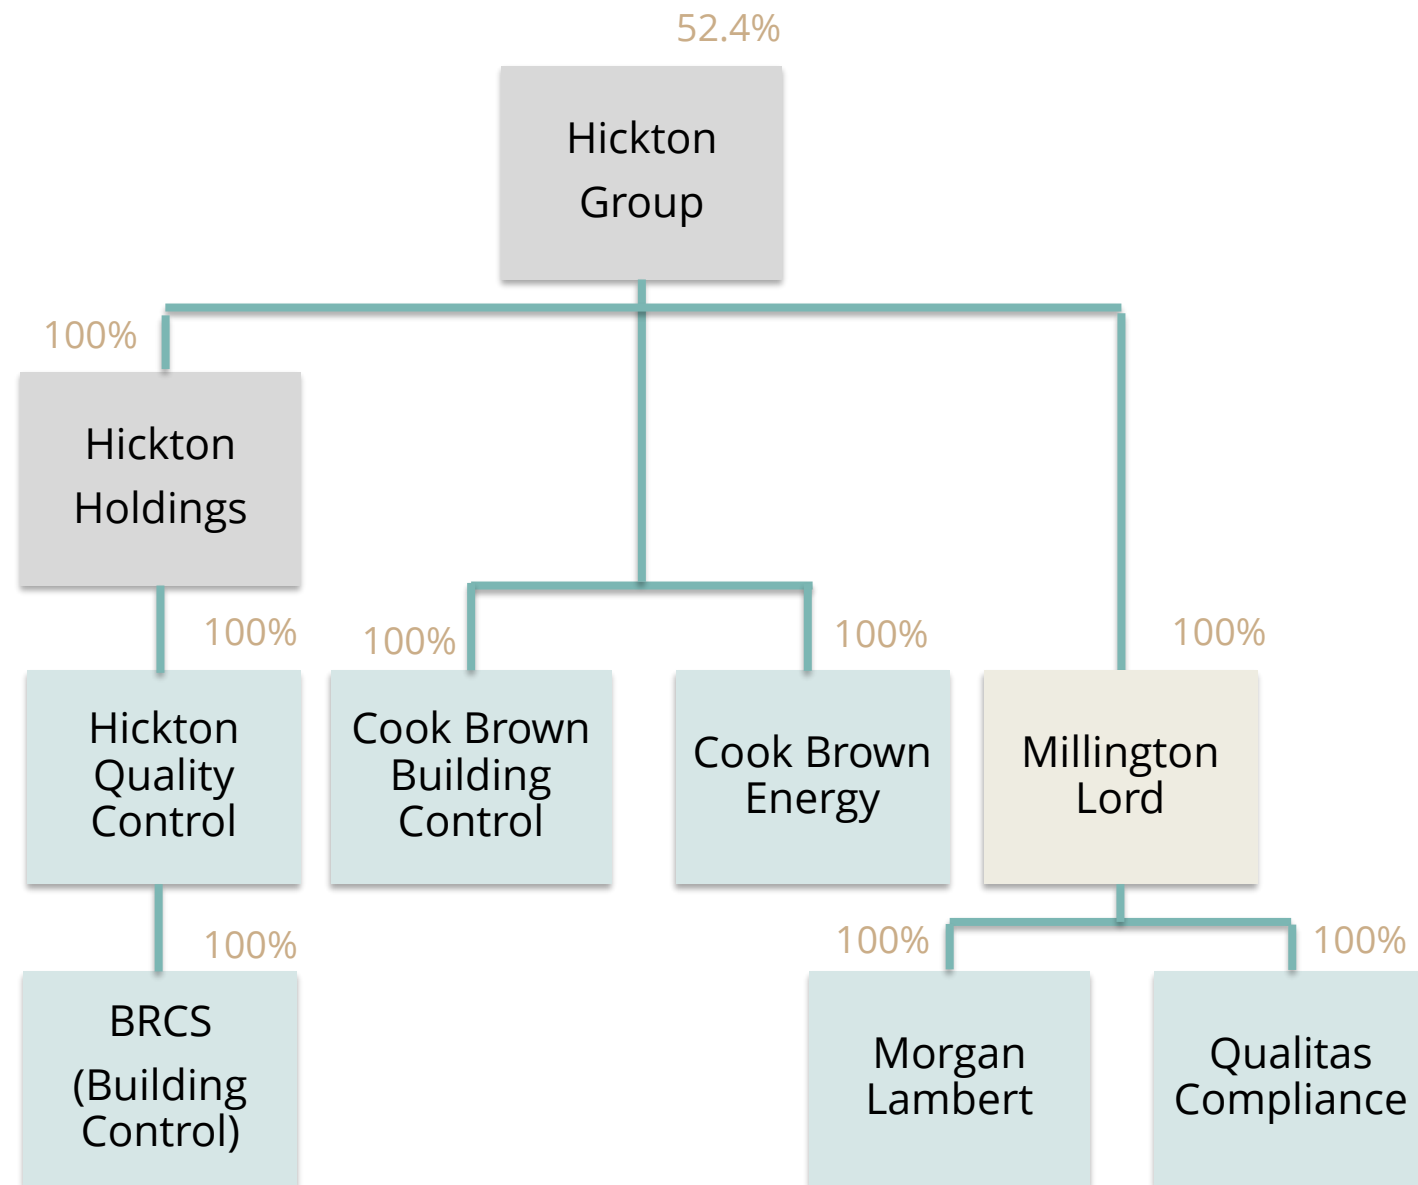 52.4%
Hickton
Group
100%
Hickton
Holdings
100%
100%
100%
100%
Hickton
Quality
Control
Cook Brown
Building
Control
Cook Brown
Energy
Millington
Lord
100%
100%
100%
BRCS
(Building
Control)
Morgan
Lambert
Qualitas
Compliance